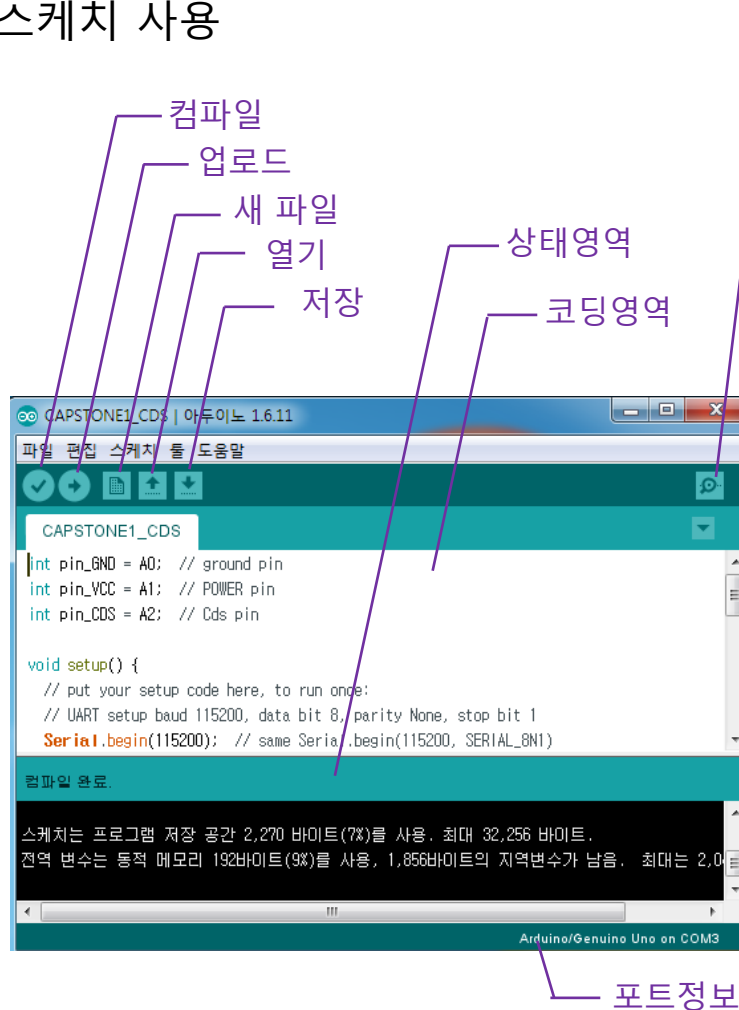 스케치 사용
컴파일
업로드
새 파일
열기
저장
상태영역
코딩영역
CAPSTONE1_CDS | 아두이노 1.6.11
파일 편집 스케치 툴 도움말
CAPSTONE1_CDS
int pin_GND = A0; // ground pin
int pin_VCC = A1; // POWER pin
int pin_CDS = A2; // Cds pin
void setup() {
// put your setup code here, to run once:
// UART setup baud 115200, data bit 8, parity None, stop bit 1
Serial.begin(115200); // same Serial.begin(115200, SERIAL_8N1)
컴파일 완료.
스케치는 프로그램 저장 공간 2,270 바이트(7%)를 사용. 최대 32,256 바이트.
전역 변수는 동적 메모리 192바이트(9%)를 사용, 1,856바이트의 지역변수가 남음. 최대는
Arduino/Genuino Uno on COM3
포트정보